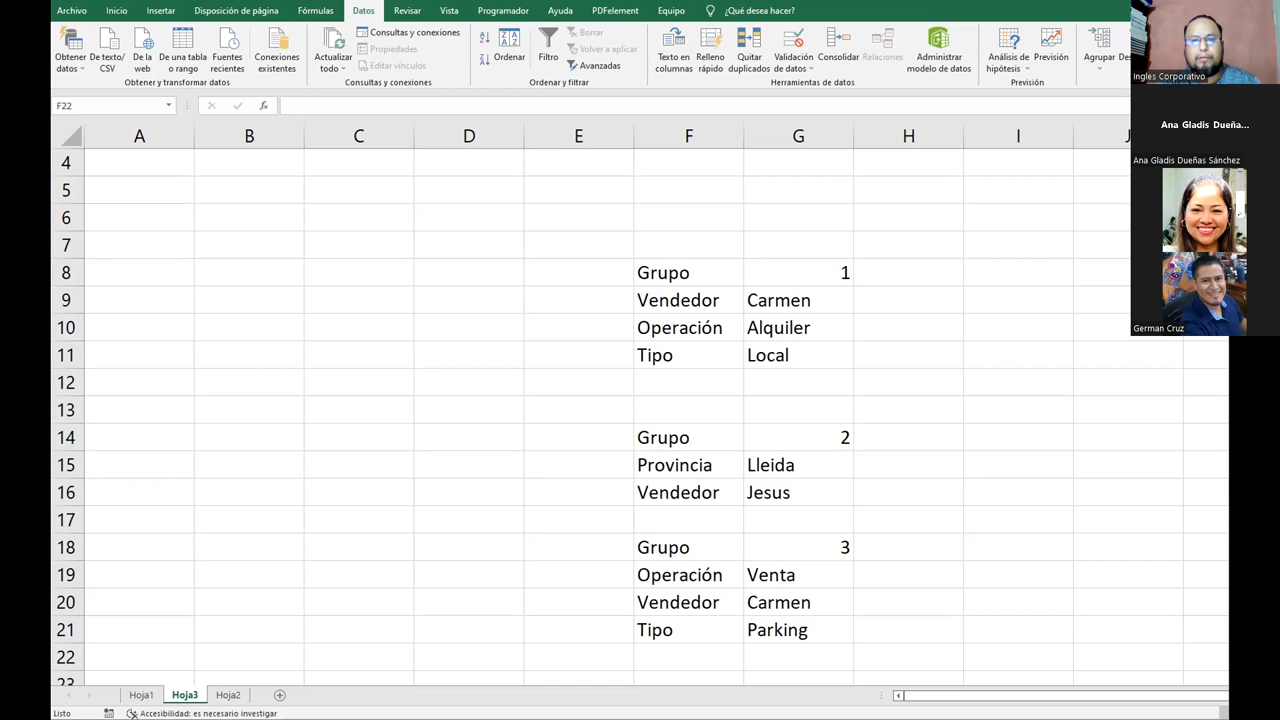 Archivo Inicio Insertar Disposición de página Fórmulas Datos Revisar Vista Programador Ayuda PDFelement Equipo ¿Qué desea hacer?
Obtener datos
De texto/CSV
De la web
De una tabla o rango
Fuentes recientes
Conexiones existentes
Obtener y transformar datos
Actualizar todo
Consultas y conexiones
Propiedades
Editar vínculos
Consultas y conexiones
Ordenar
Filtro
Borrar
Volver a aplicar
Avanzadas
Ordenar y filtrar
Texto en columnas
Relleno rápido
Quitar duplicados
Validación de datos
Consolidar
Relaciones
Administrar modelo de datos
Herramientas de datos
Análisis de hipótesis
Previsión
Previsión
Agrupar
Des
F22
fx
A B C D E F G H I J
4
5
6
7
8 Grupo 1
9 Vendedor Carmen
10 Operación Alquiler
11 Tipo Local
12
13
14 Grupo 2
15 Provincia Lleida
16 Vendedor Jesus
17
18 Grupo 3
19 Operación Venta
20 Vendedor Carmen
21 Tipo Parking
22
23
Hoja1 Hoja3 Hoja2
Listo Accesibilidad: es necesario investigar
Ingles Corporativo
Ana Gladis Dueña...
Ana Gladis Dueñas Sánchez
German Cruz